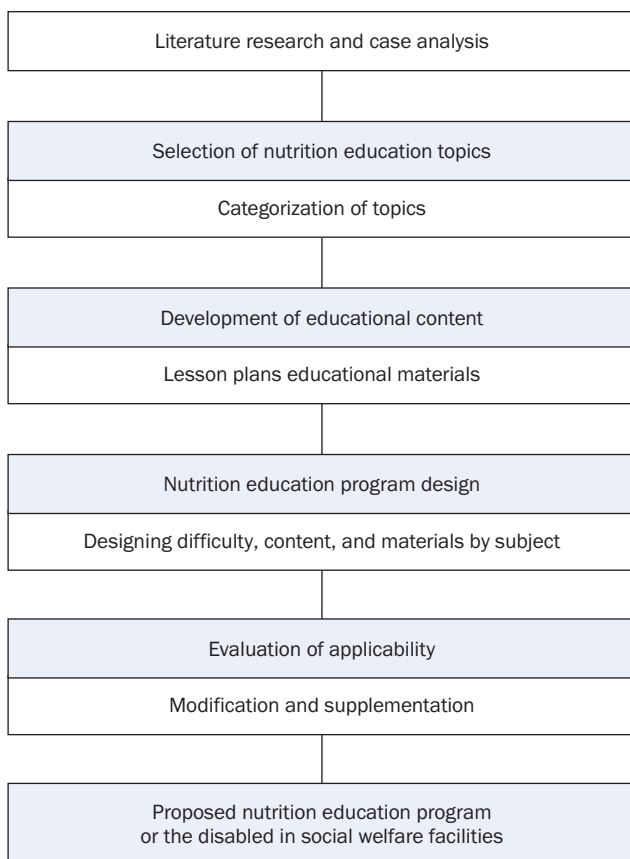 Literature research and case analysis
Selection of nutrition education topics
Categorization of topics
Development of educational content
Lesson plans educational materials
Nutrition education program design
Designing difficulty, content, and materials by subject
Evaluation of applicability
Modification and supplementation
Proposed nutrition education program
or the disabled in social welfare facilities